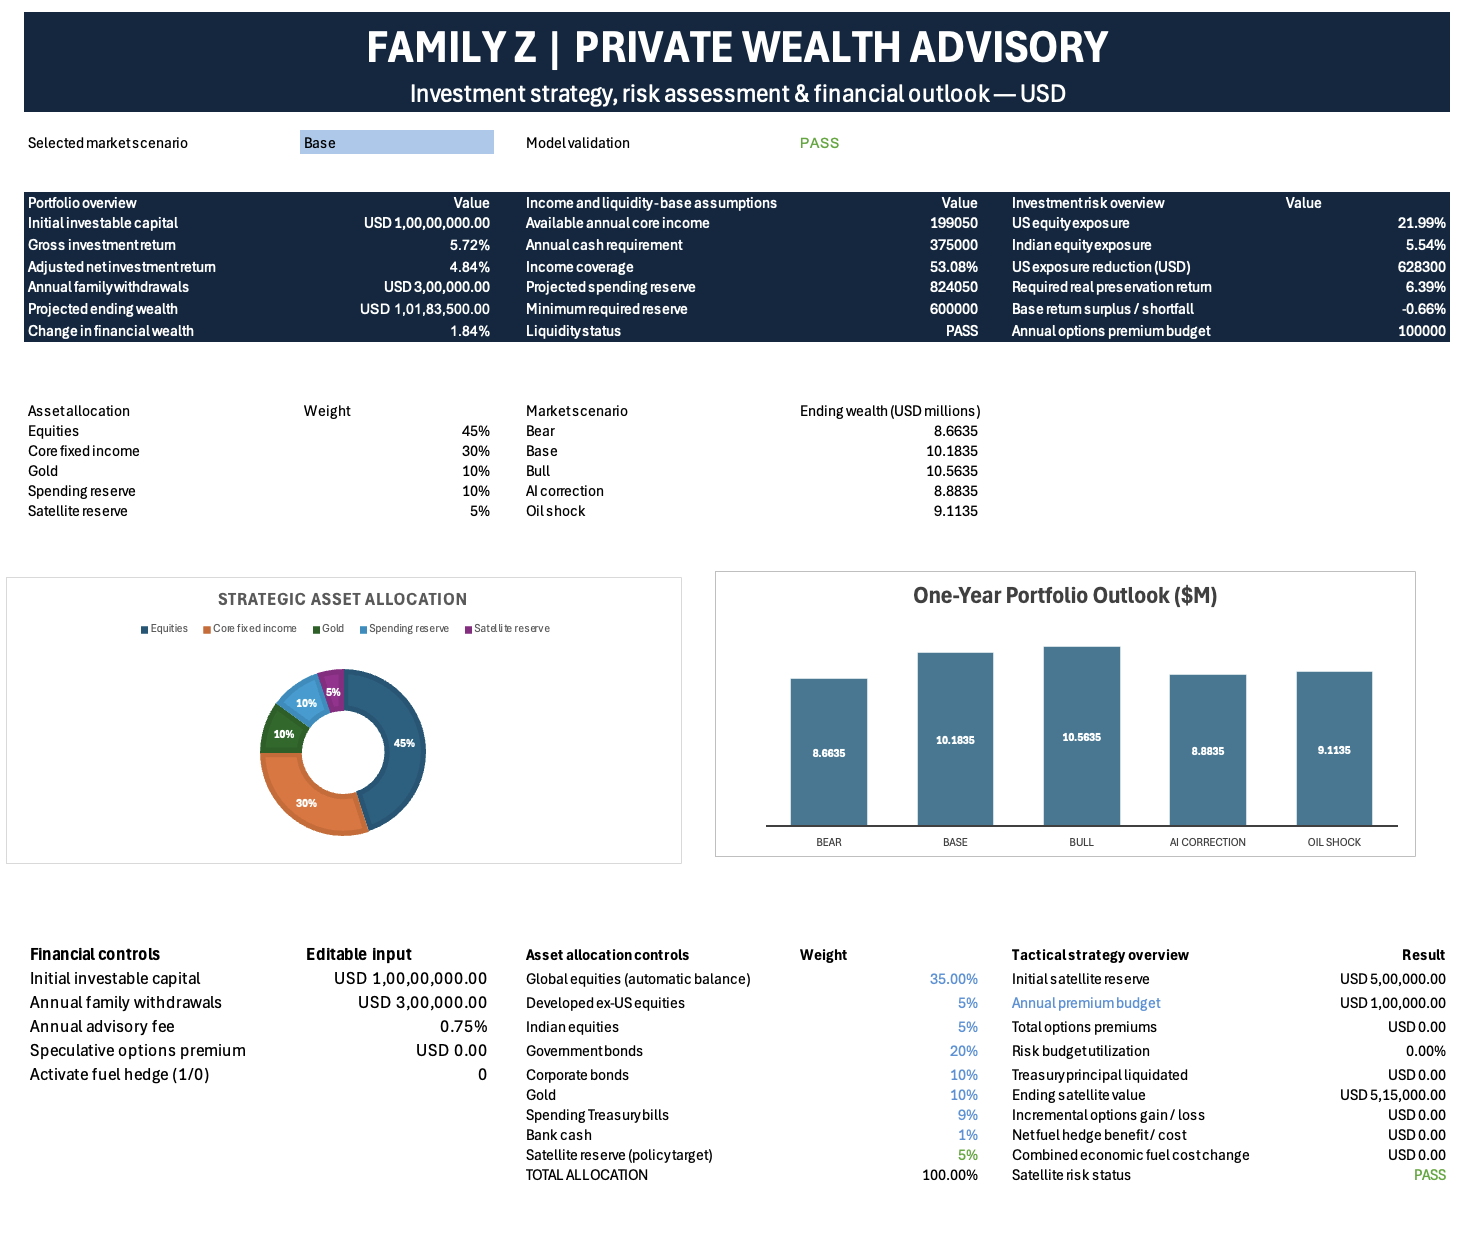 FAMILY Z | PRIVATE WEALTH ADVISORY
Investment strategy, risk assessment & financial outlook — USD
Selected market scenario Base Model validation PASS
Portfolio overview Value Income and liquidity - base assumptions Value Investment risk overview Value
Initial investable capital USD 1,00,00,000.00 Available annual core income 199050 US equity exposure 21.99%
Gross investment return 5.72% Annual cash requirement 375000 Indian equity exposure 5.54%
Adjusted net investment return 4.84% Income coverage 53.08% US exposure reduction (USD) 628300
Annual family withdrawals USD 3,00,000.00 Projected spending reserve 824050 Required real preservation return 6.39%
Projected ending wealth USD 1,01,83,500.00 Minimum required reserve 600000 Base return surplus / shortfall -0.66%
Change in financial wealth 1.84% Liquidity status PASS Annual options premium budget 100000
Asset allocation Weight Market scenario Ending wealth (USD millions)
Equities 45% Bear 8.6635
Core fixed income 30% Base 10.1835
Gold 10% Bull 10.5635
Spending reserve 10% AI correction 8.8835
Satellite reserve 5% Oil shock 9.1135
STRATEGIC ASSET ALLOCATION
Equities Core fixed income Gold Spending reserve Satellite reserve
5%
10%
10%
45%
30%
One-Year Portfolio Outlook ($M)
8.6635 10.1835 10.5635 8.8835 9.1135
BEAR BASE BULL AI CORRECTION OIL SHOCK
Financial controls Editable input Asset allocation controls Weight Tactical strategy overview Result
Initial investable capital USD 1,00,00,000.00 Global equities (automatic balance) 35.00% Initial satellite reserve USD 5,00,000.00
Annual family withdrawals USD 3,00,000.00 Developed ex-US equities 5% Annual premium budget USD 1,00,000.00
Annual advisory fee 0.75% Indian equities 5% Total options premiums USD 0.00
Speculative options premium USD 0.00 Government bonds 20% Risk budget utilization 0.00%
Activate fuel hedge (1/0) 0 Corporate bonds 10% Treasury principal liquidated USD 0.00
Gold 10% Ending satellite value USD 5,15,000.00
Spending Treasury bills 9% Incremental options gain / loss USD 0.00
Bank cash 1% Net fuel hedge benefit / cost USD 0.00
Satellite reserve (policy target) 5% Combined economic fuel cost change USD 0.00
TOTAL ALLOCATION 100.00% Satellite risk status PASS